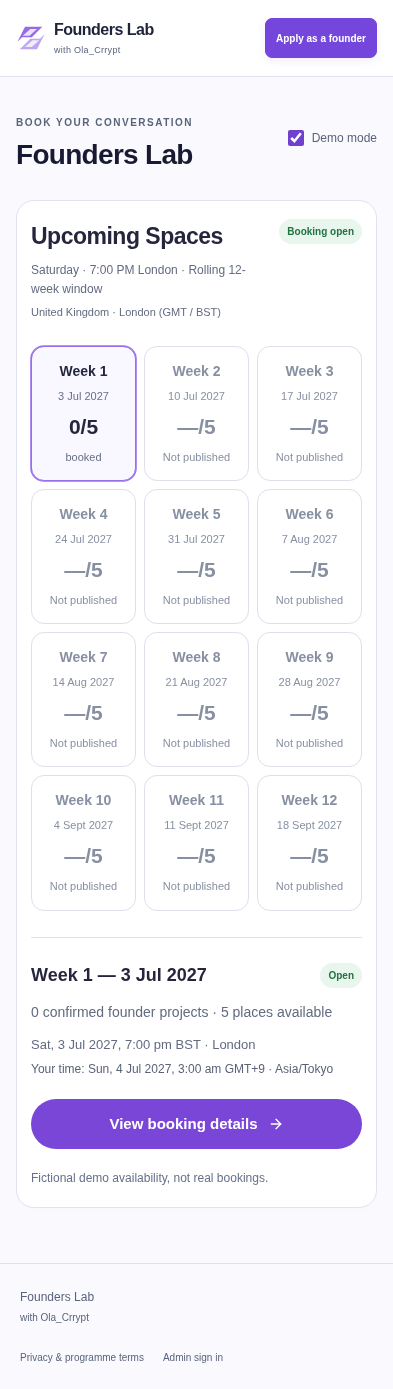 Founders Lab
with Ola_Crrypt
Apply as a founder
BOOK YOUR CONVERSATION
Founders Lab
Demo mode
Upcoming Spaces
Booking open
Saturday · 7:00 PM London · Rolling 12-
week window
United Kingdom · London (GMT / BST)
Week 1
3 Jul 2027
0/5
booked
Week 2
10 Jul 2027
—/5
Not published
Week 3
17 Jul 2027
—/5
Not published
Week 4
24 Jul 2027
—/5
Not published
Week 5
31 Jul 2027
—/5
Not published
Week 6
7 Aug 2027
—/5
Not published
Week 7
14 Aug 2027
—/5
Not published
Week 8
21 Aug 2027
—/5
Not published
Week 9
28 Aug 2027
—/5
Not published
Week 10
4 Sept 2027
—/5
Not published
Week 11
11 Sept 2027
—/5
Not published
Week 12
18 Sept 2027
—/5
Not published
Week 1 — 3 Jul 2027
Open
0 confirmed founder projects · 5 places available
Sat, 3 Jul 2027, 7:00 pm BST · London
Your time: Sun, 4 Jul 2027, 3:00 am GMT+9 · Asia/Tokyo
View booking details →
Fictional demo availability, not real bookings.
Founders Lab
with Ola_Crrypt
Privacy & programme terms
Admin sign in